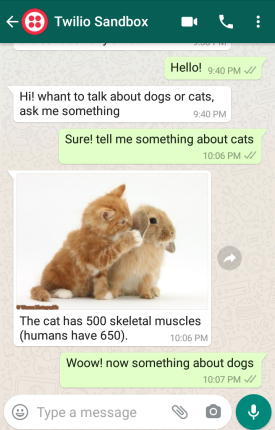 Twilio Sandbox
Hello! 9:40 PM
Hi! whant to talk about dogs or cats,
ask me something 9:40 PM
Sure! tell me something about cats
10:06 PM
The cat has 500 skeletal muscles
(humans have 650). 10:06 PM
Woow! now something about dogs
10:07 PM
Type a message